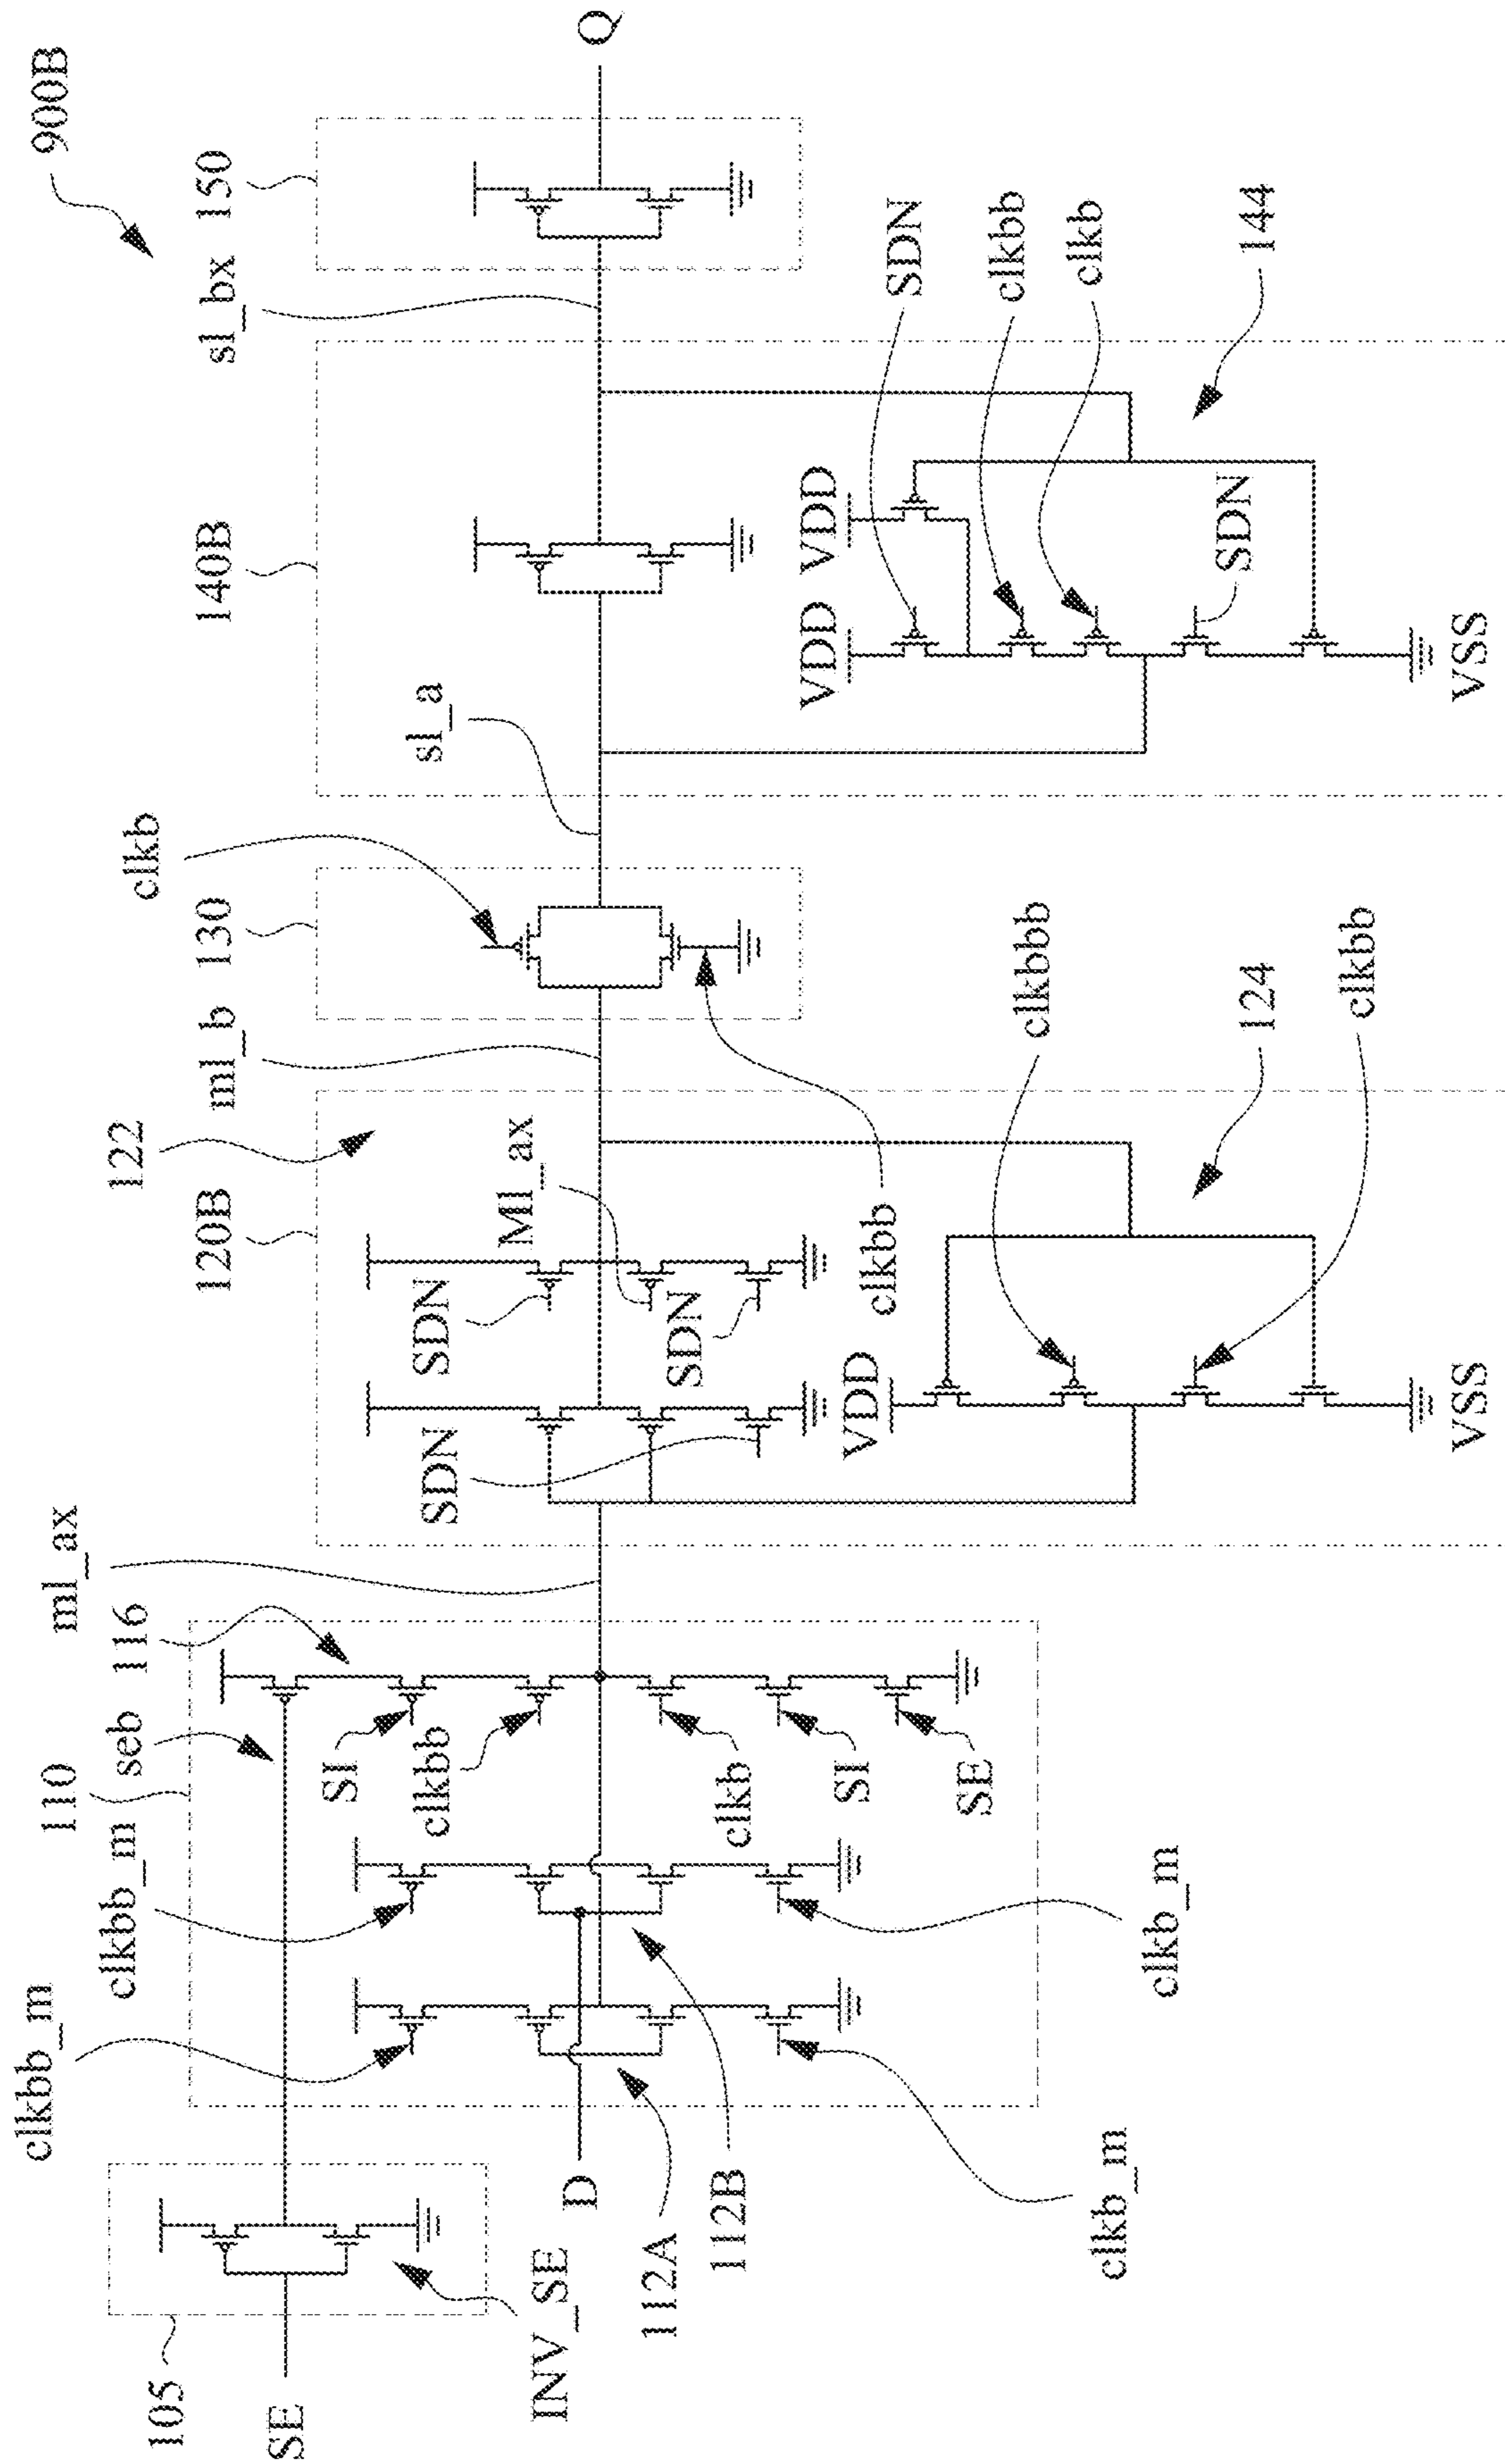 900B
SE
105
INV_SE
D
112A
112B
clkbb_m
clkbb_m
clkb_m
clkb_m
110
seb
116
SI
clkbb
clkb
SI
SE
ml_ax
120B
122
SDN
SDN
Ml_ax
SDN
VDD
clkbbb
clkbb
124
VSS
ml_b
130
clkb
clkbb
sl_a
140B
VDD
VDD
SDN
clkbb
clkb
SDN
144
VSS
sl_bx
150
Q